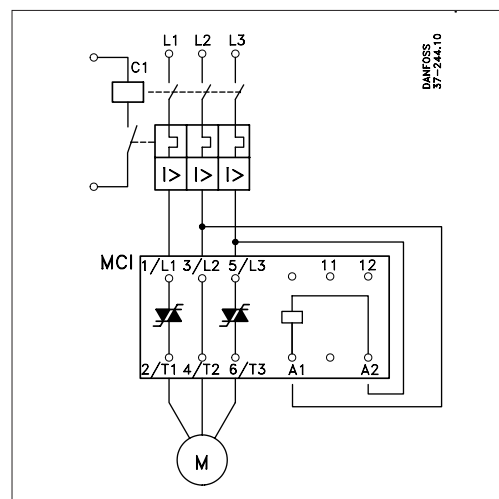 L1 L2 L3
C1
DANFOSS
37-244.10
I> I> I>
MCI
1/L1 3/L2 5/L3 11 12
2/T1 4/T2 6/T3 A1 A2
M